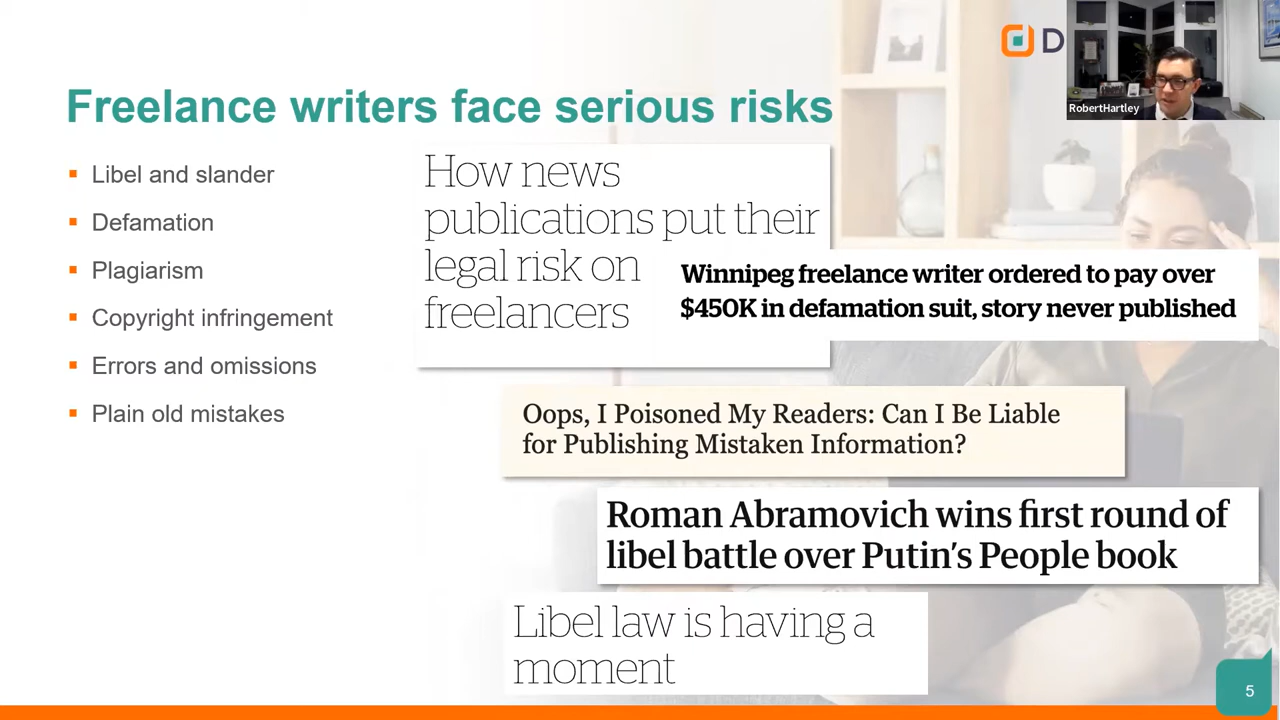 D
RobertHartley
Freelance writers face serious risks
Libel and slander
Defamation
Plagiarism
Copyright infringement
Errors and omissions
Plain old mistakes
How news
publications put their
legal risk on
freelancers
Winnipeg freelance writer ordered to pay over
$450K in defamation suit, story never published
Oops, I Poisoned My Readers: Can I Be Liable
for Publishing Mistaken Information?
Roman Abramovich wins first round of
libel battle over Putin's People book
Libel law is having a
moment
5